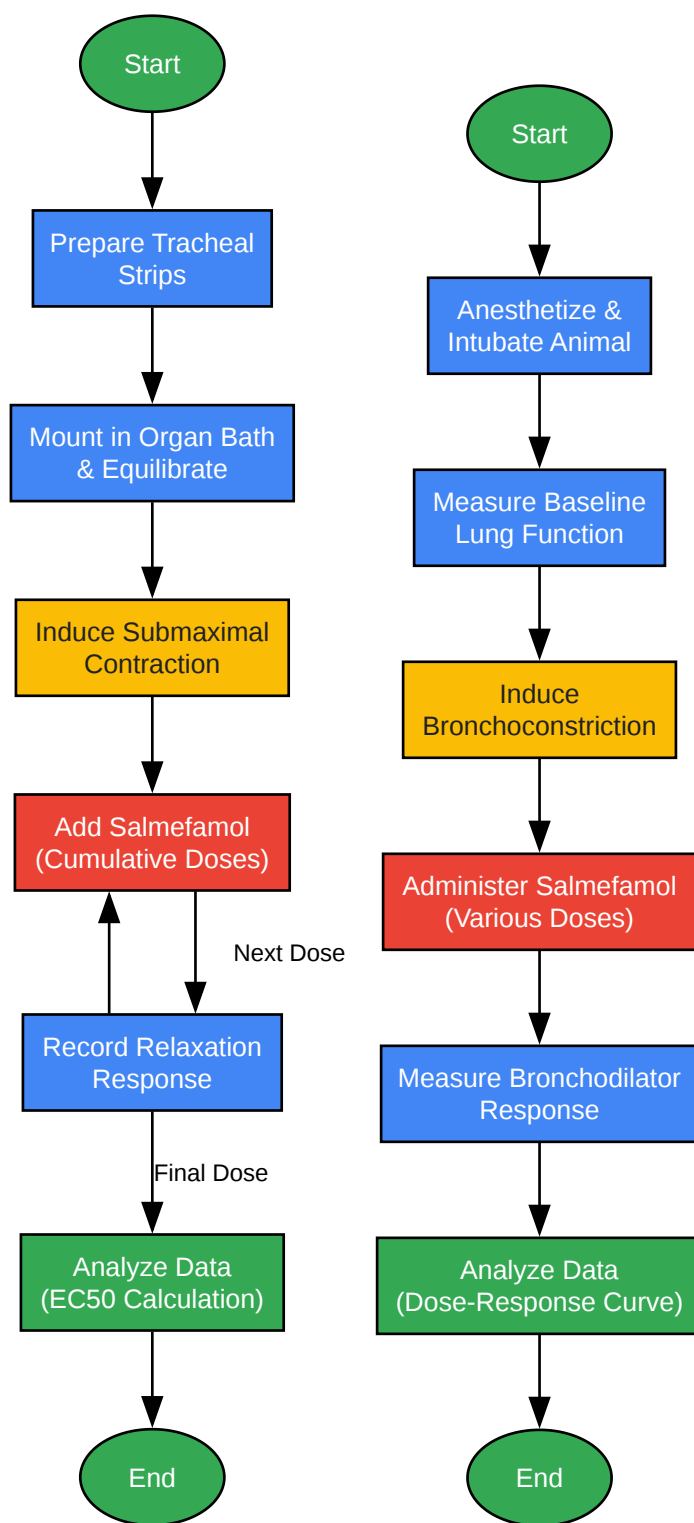 Start
Prepare Tracheal
Strips
Mount in Organ Bath
& Equilibrate
Induce Submaximal
Contraction
Add Salmefamol
(Cumulative Doses)
Next Dose
Record Relaxation
Response
Final Dose
Analyze Data
(EC50 Calculation)
End
Start
Anesthetize &
Intubate Animal
Measure Baseline
Lung Function
Induce
Bronchoconstriction
Administer Salmefamol
(Various Doses)
Measure Bronchodilator
Response
Analyze Data
(Dose-Response Curve)
End